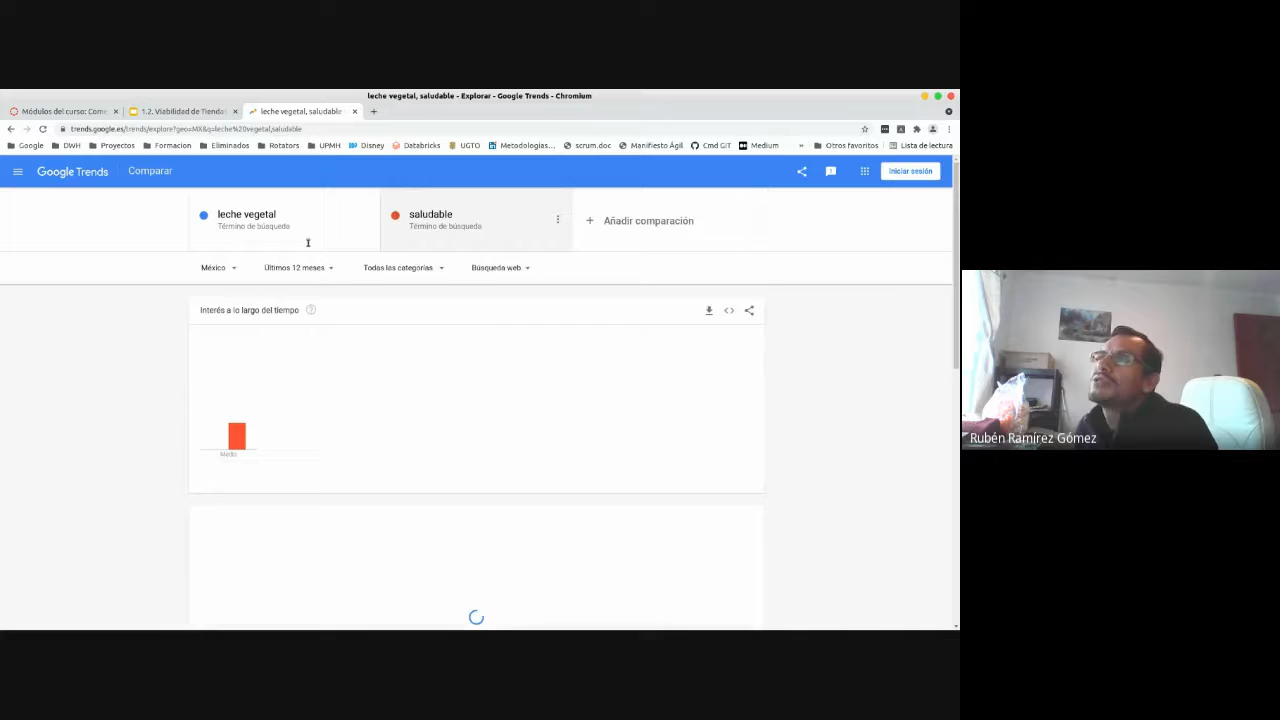 leche vegetal, saludable - Explorar - Google Trends - Chromium
Módulos del curso: Come
1.2. Viabilidad de Tienda
leche vegetal, saludable
trends.google.es/trends/explore?geo=MX&q=leche%20vegetal,saludable
Google
DWH
Proyectos
Formacion
Eliminados
Rotators
UPMH
Disney
Databricks
UGTO
Metodologías...
scrum.doc
Manifiesto Ágil
Cmd GIT
Medium
»
Otros favoritos
Lista de lectura
Google Trends
Comparar
Iniciar sesión
leche vegetal
Término de búsqueda
saludable
Término de búsqueda
+ Añadir comparación
México
Últimos 12 meses
Todas las categorías
Búsqueda web
Interés a lo largo del tiempo
Medio
Rubén Ramírez Gómez